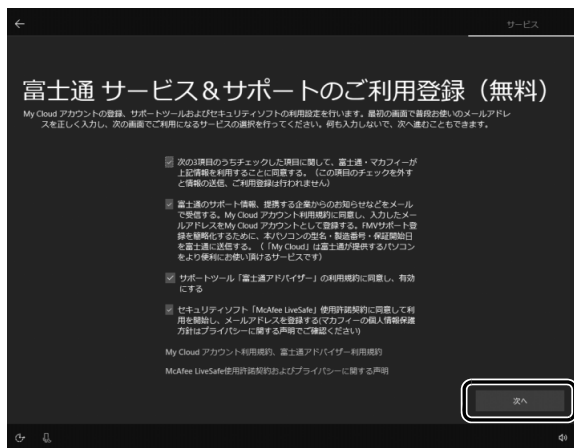 サービス
富士通 サービス＆サポートのご利用登録（無料）
My Cloud アカウントの登録、サポートツールおよびセキュリティソフトの利用設定を行います。最初の画面で普段お使いのメールアドレ
スを正しく入力し、次の画面でご利用になるサービスの選択を行ってください。何も入力しないで、次へ進むこともできます。
次の3項目のうちチェックした項目に関して、富士通・マカフィーが
上記情報を利用することに同意する。（この項目のチェックを外す
と情報の送信、ご利用登録は行われません）
富士通のサポート情報、提携する企業からのお知らせなどをメール
で受信する。My Cloud アカウント利用規約に同意し、入力したメー
ルアドレスをMy Cloud アカウントとして登録する。FMVサポート登
録を簡略化するために、本パソコンの型名・製造番号・保証開始日
を富士通に送信する。（「My Cloud」は富士通が提供するパソコン
をより便利にお使い頂けるサービスです）
サポートツール「富士通アドバイザー」の利用規約に同意し、有効
にする
セキュリティソフト「McAfee LiveSafe」使用許諾契約に同意して利
用を開始し、メールアドレスを登録する(マカフィーの個人情報保護
方針はプライバシーに関する声明でご確認ください)
My Cloud アカウント利用規約、富士通アドバイザー利用規約
McAfee LiveSafe使用許諾契約およびプライバシーに関する声明
次へ